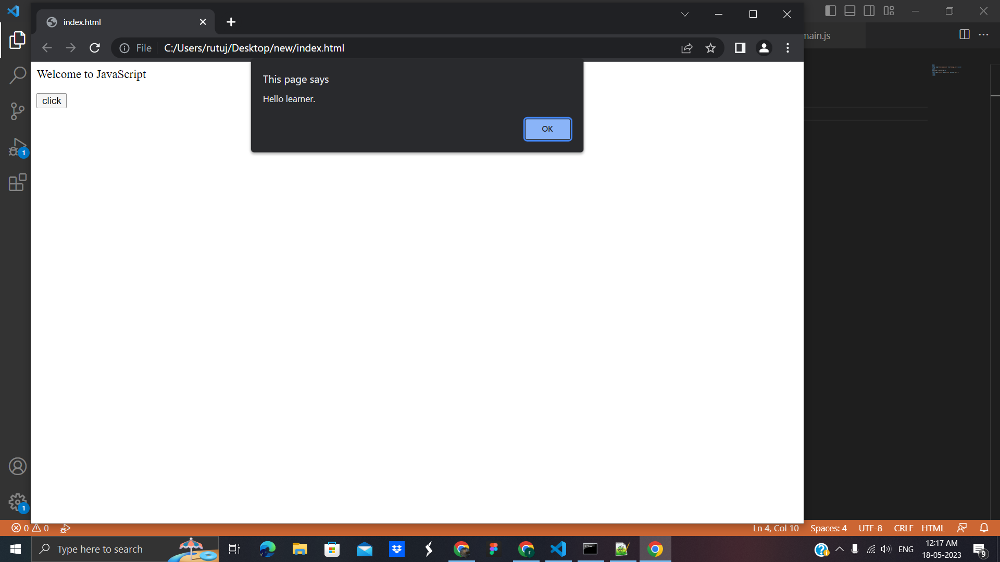 index.html
main.js
File
C:/Users/rutuj/Desktop/new/index.html
Welcome to JavaScript
click
This page says
Hello learner.
OK
1
1
0 0
Ln 4, Col 10 Spaces: 4 UTF-8 CRLF HTML
Type here to search
ENG
12:17 AM
18-05-2023
9